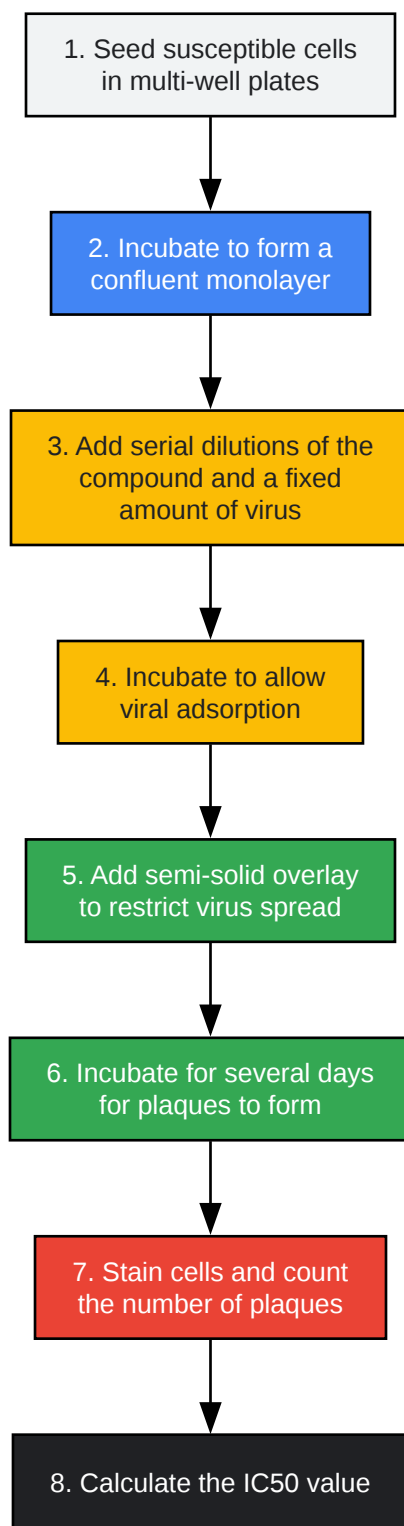 1. Seed susceptible cells
in multi-well plates
2. Incubate to form a
confluent monolayer
3. Add serial dilutions of the
compound and a fixed
amount of virus
4. Incubate to allow
viral adsorption
5. Add semi-solid overlay
to restrict virus spread
6. Incubate for several days
for plaques to form
7. Stain cells and count
the number of plaques
8. Calculate the IC50 value